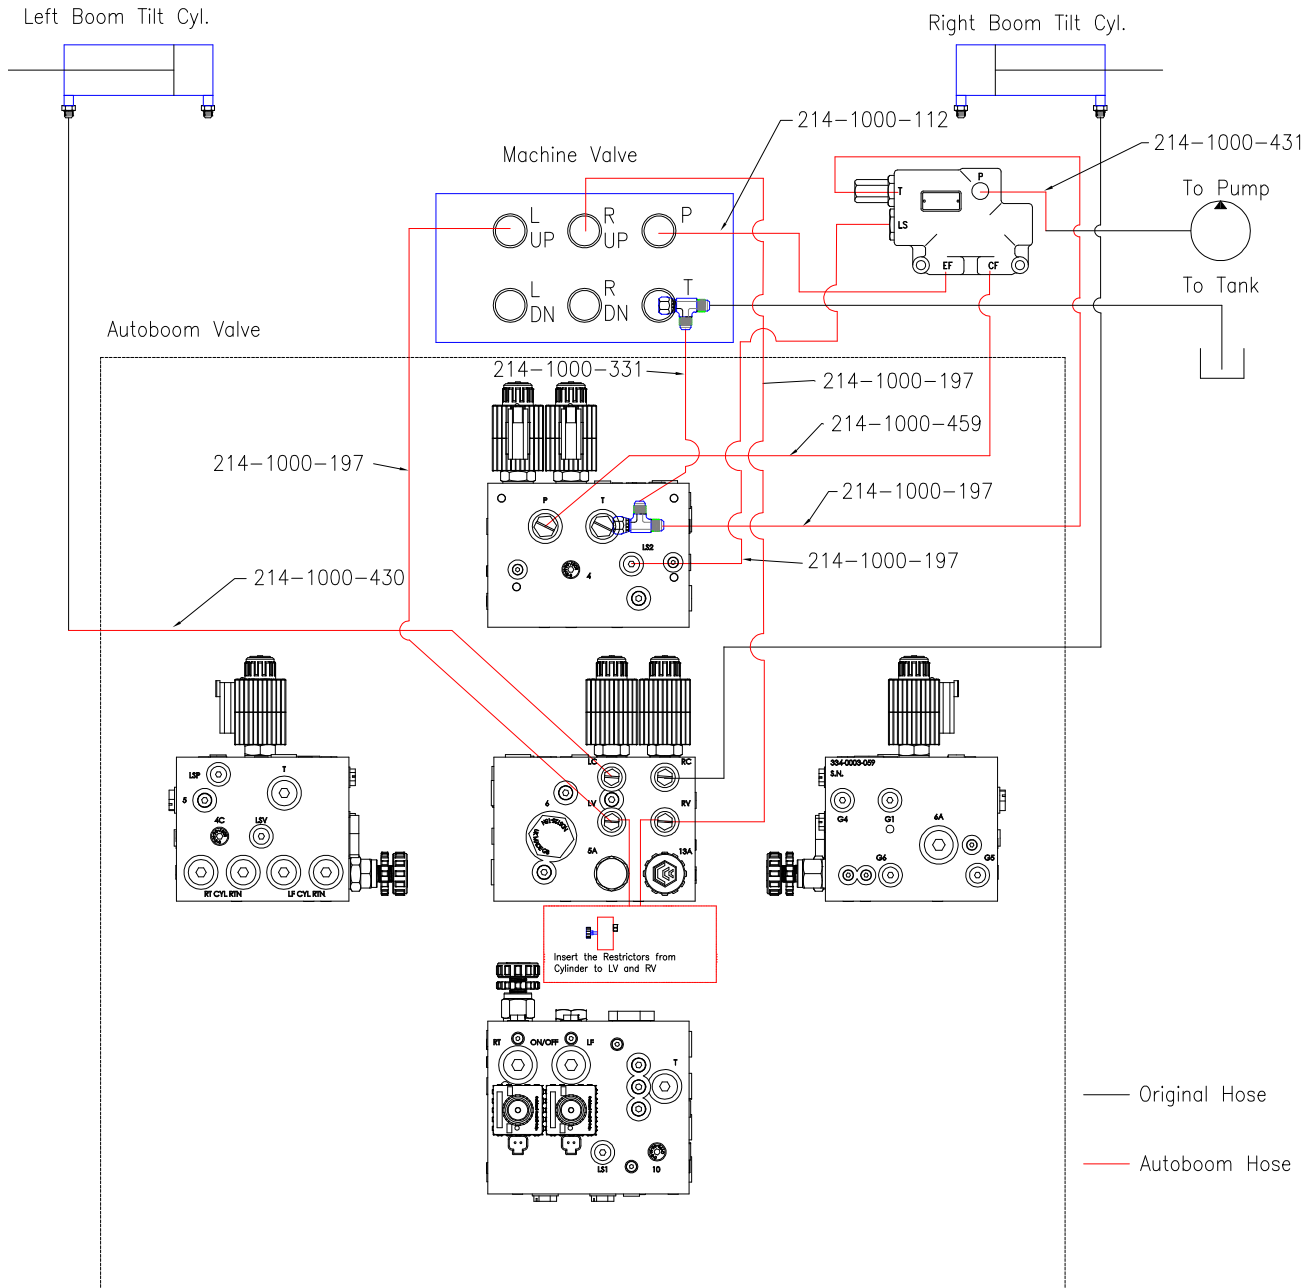 Left Boom Tilt Cyl.
Right Boom Tilt Cyl.
214-1000-112
214-1000-431
Machine Valve
T
P
LS
EF
CF
To Pump
To Tank
L
UP
R
UP
P
L
DN
R
DN
T
Autoboom Valve
214-1000-331
214-1000-197
214-1000-459
214-1000-197
214-1000-197
214-1000-197
214-1000-430
P
T
LS2
4
LSP
T
5
4C
LSV
RT CYL RTN
LF CYL RTN.
LC
RC
LV
RV
6
5A
13A
334-0003-059
S.N.
G4
G1
6A
G6
G5
Insert the Restrictors from
Cylinder to LV and RV
RT
ON/OFF
LF
T
LS1
10
Original Hose
Autoboom Hose